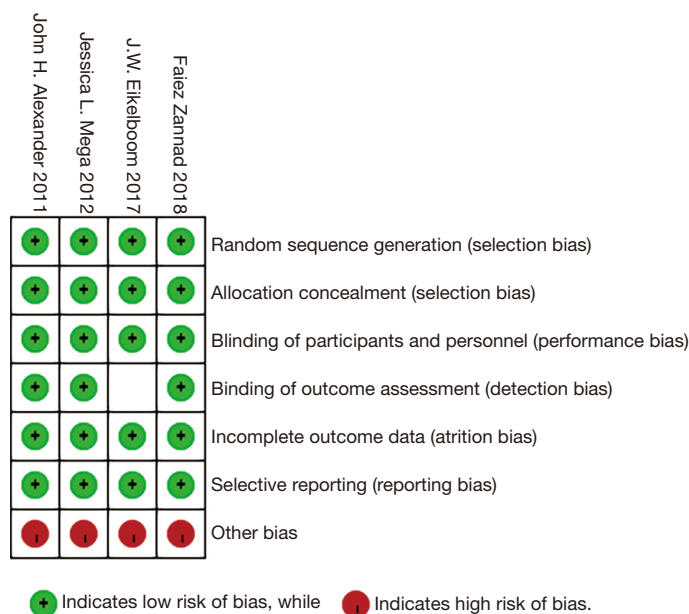 John H. Alexander 2011
Jessica L. Mega 2012
J.W. Eikelboom 2017
Faiez Zannad 2018
+ + + + Random sequence generation (selection bias)
+ + + + Allocation concealment (selection bias)
+ + + + Blinding of participants and personnel (performance bias)
+ + + Binding of outcome assessment (detection bias)
+ + + + Incomplete outcome data (atrition bias)
+ + + + Selective reporting (reporting bias)
- - - - Other bias
+ Indicates low risk of bias, while - Indicates high risk of bias.